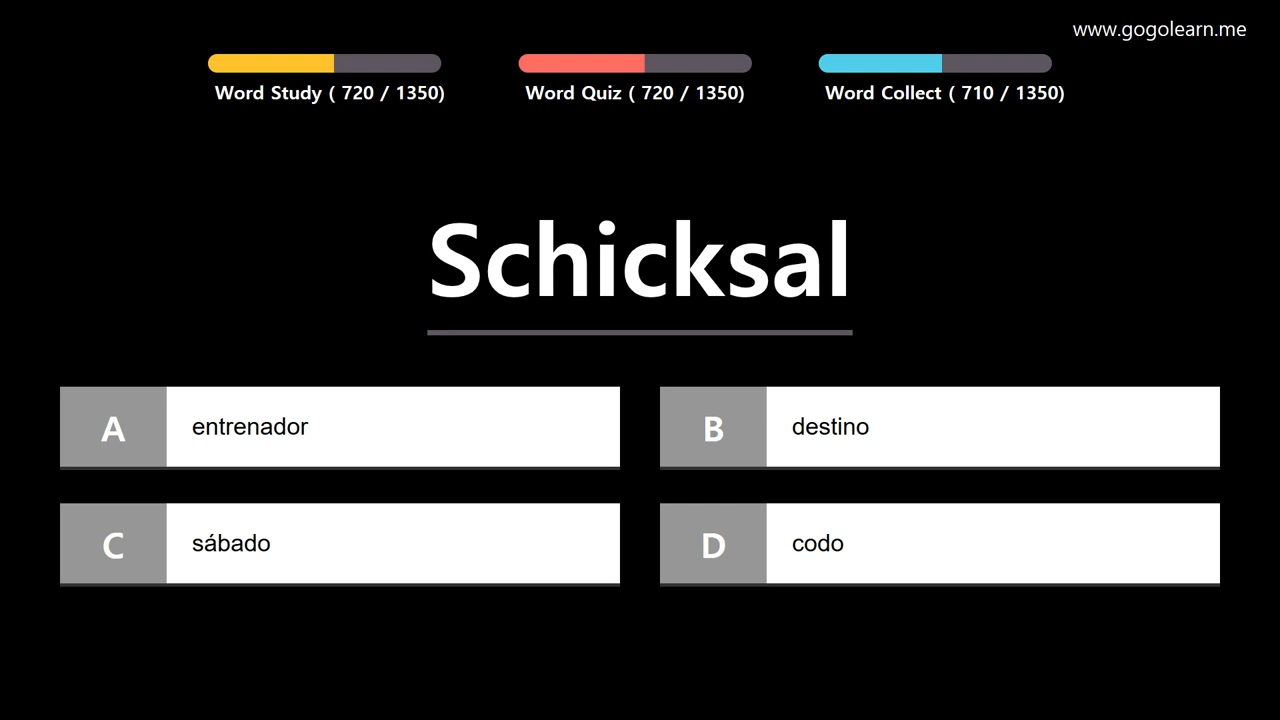 www.gogolearn.me
Word Study ( 720 / 1350)
Word Quiz ( 720 / 1350)
Word Collect ( 710 / 1350)
Schicksal
A entrenador
B destino
C sábado
D codo